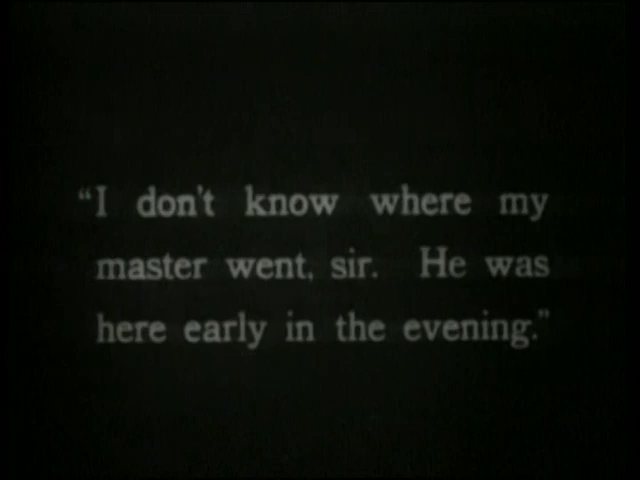 “I don't know where my
master went, sir. He was
here early in the evening.”